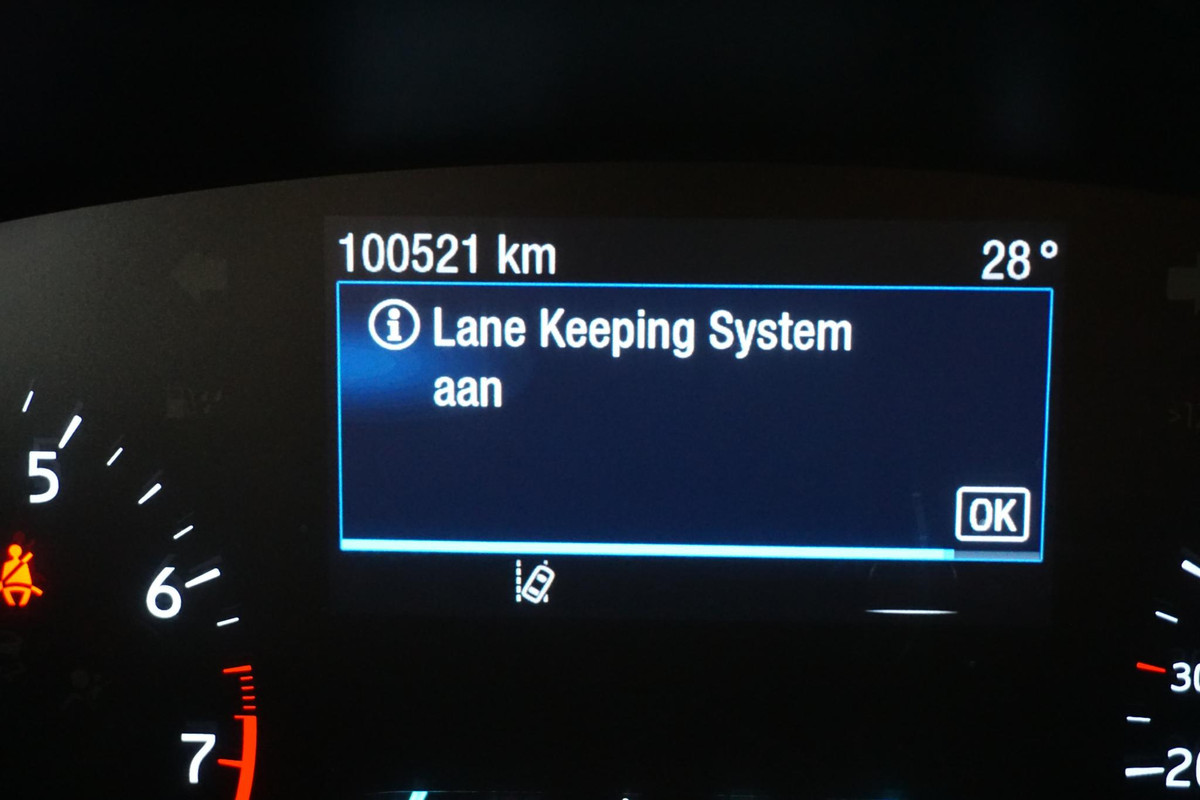 100521 km 28°
Lane Keeping System
aan
OK
5
6
7
30
20